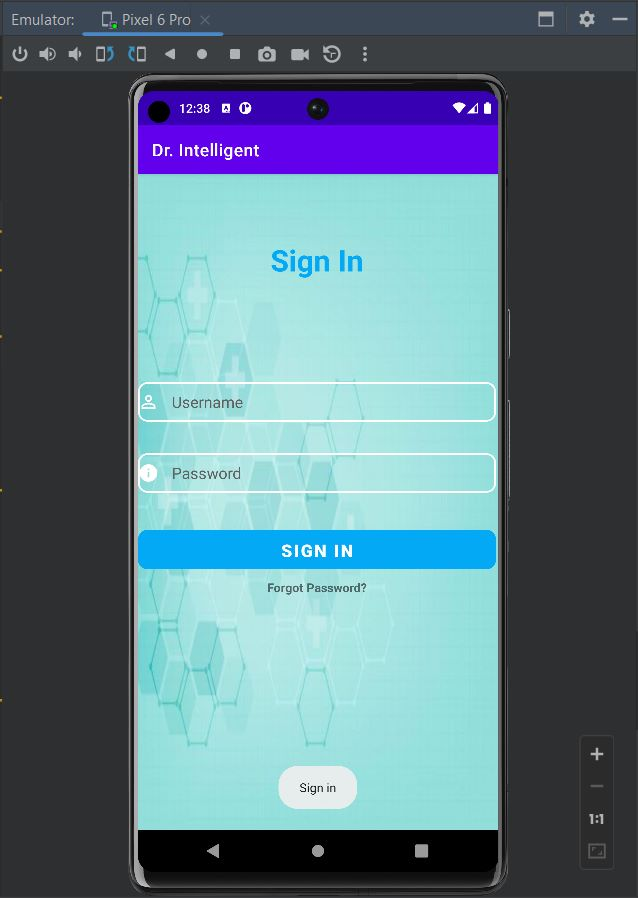 Emulator: Pixel 6 Pro
12:38
Dr. Intelligent
Sign In
Username
Password
SIGN IN
Forgot Password?
Sign in
1:1